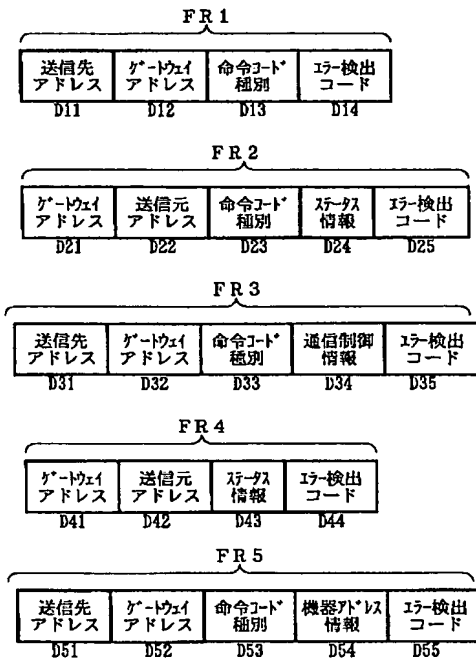 FR1
送信先 ｹﾞｰﾄｳｪｲ 命令ｺｰﾄﾞ ｴﾗｰ検出
アドレス アドレス 種別 コード
D11 D12 D13 D14
FR2
ｹﾞｰﾄｳｪｲ 送信元 命令ｺｰﾄﾞ ｽﾃｰﾀｽ ｴﾗｰ検出
アドレス アドレス 種別 情報 コード
D21 D22 D23 D24 D25
FR3
送信先 ｹﾞｰﾄｳｪｲ 命令ｺｰﾄﾞ 通信制御 ｴﾗｰ検出
アドレス アドレス 種別 情報 コード
D31 D32 D33 D34 D35
FR4
ｹﾞｰﾄｳｪｲ 送信元 ｽﾃｰﾀｽ ｴﾗｰ検出
アドレス アドレス 情報 コード
D41 D42 D43 D44
FR5
送信先 ｹﾞｰﾄｳｪｲ 命令ｺｰﾄﾞ 機器ｱﾄﾞﾚｽ ｴﾗｰ検出
アドレス アドレス 種別 情報 コード
D51 D52 D53 D54 D55